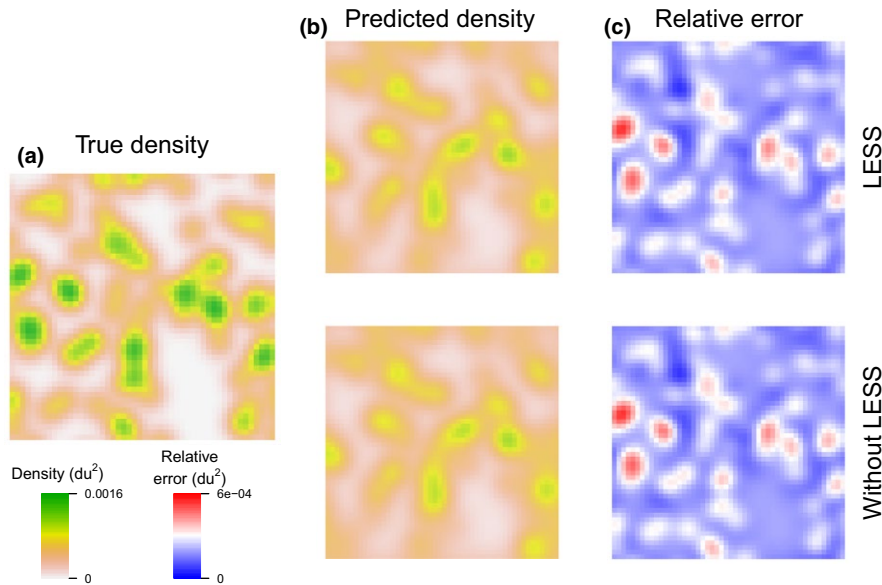 (b) Predicted density
(c) Relative error
(a) True density
LESS
Without LESS
Density (du²)
0.0016
0
Relative
error (du²)
6e−04
0